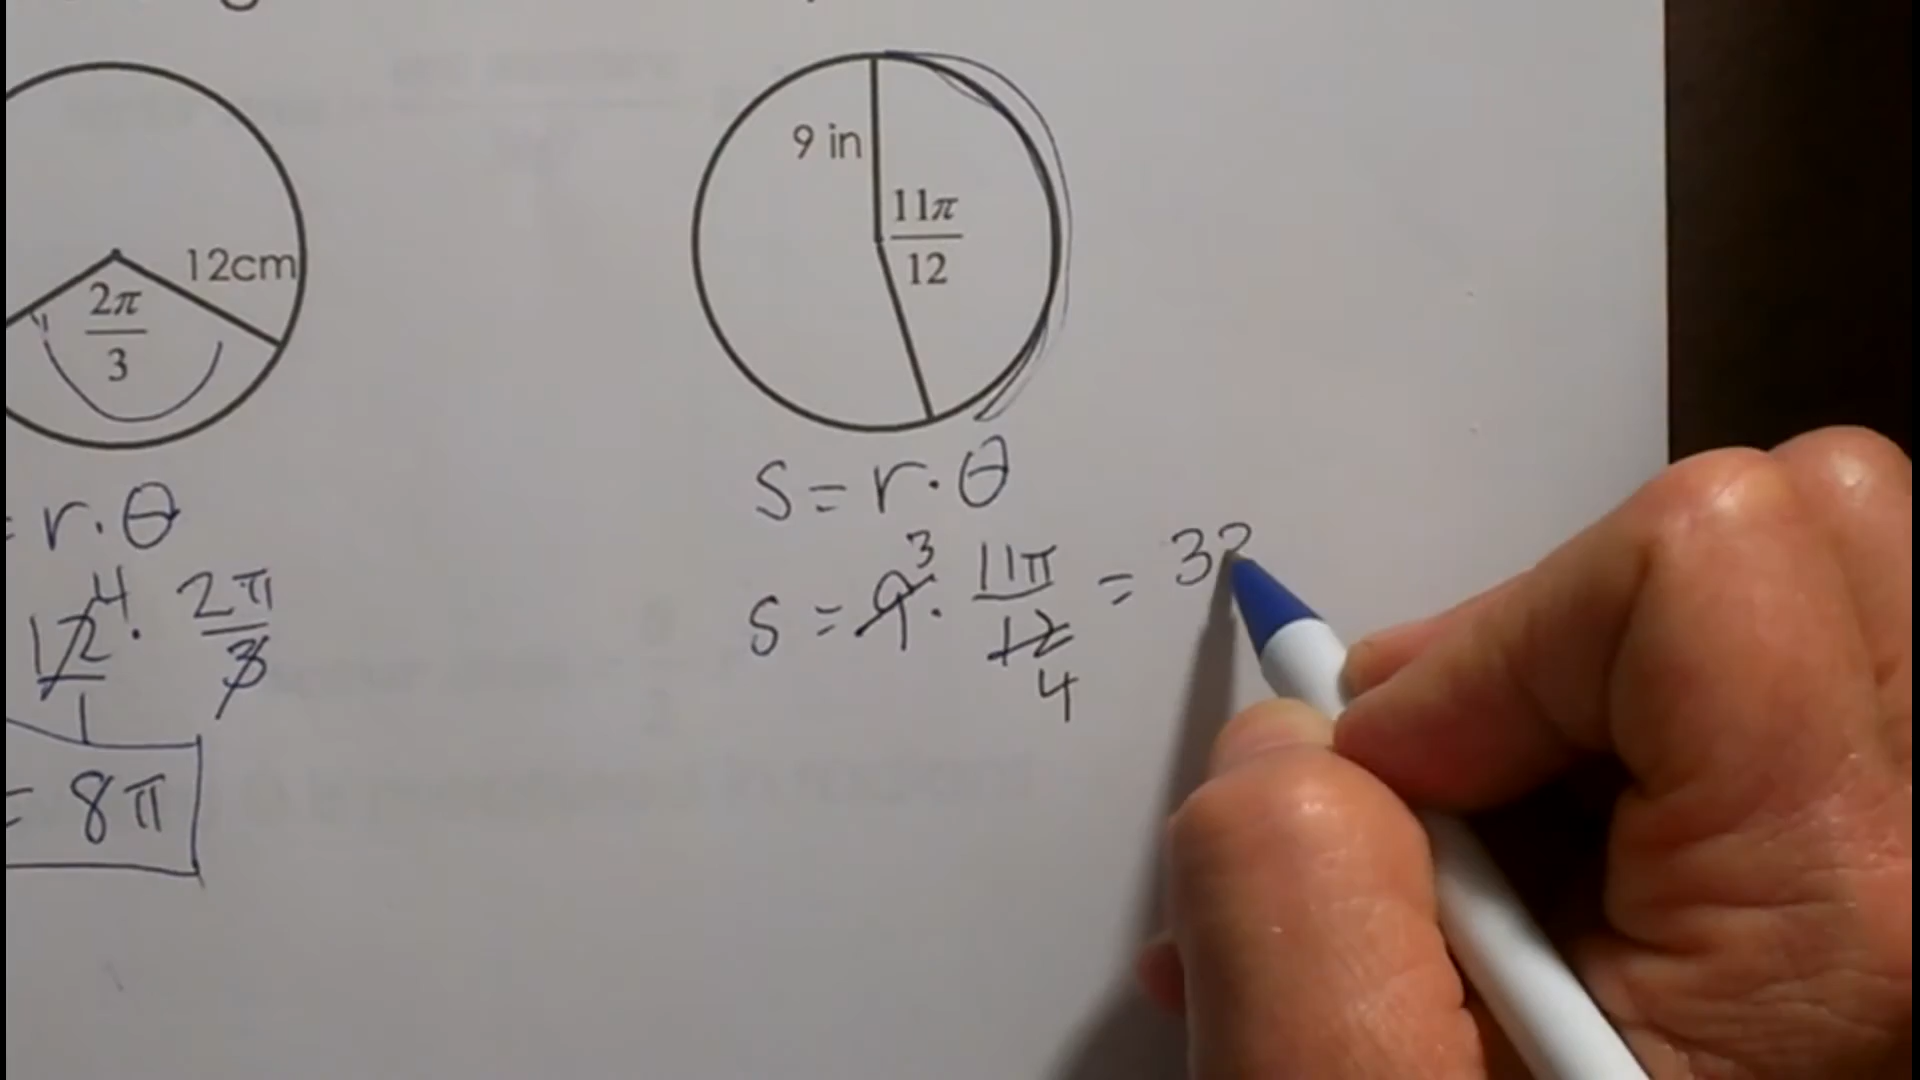 12cm
2π
3
= r·θ
12 4 · 2π
3
1
= 8π
9 in
11π
12
s = r·θ
s = 9 3 · 11π = 33
12
4